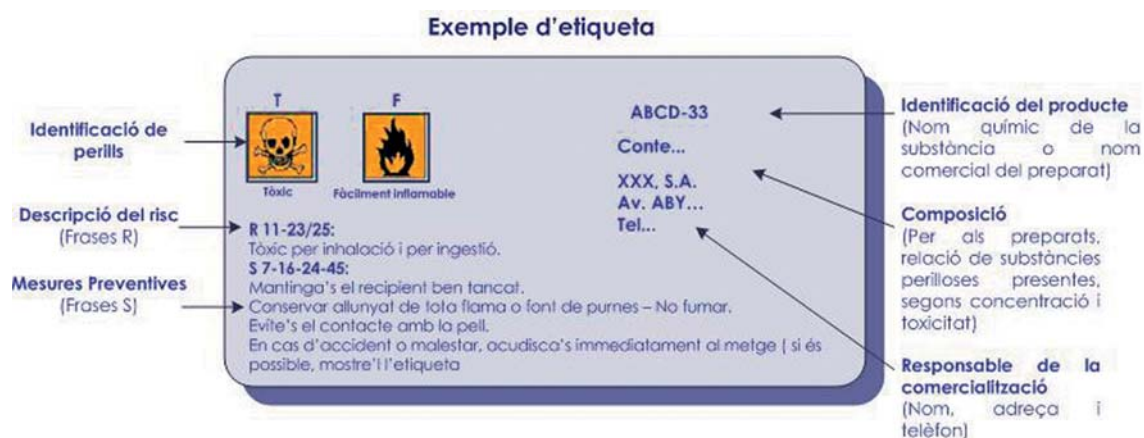 Exemple d'etiqueta
Identificació de
perills
Descripció del risc
(Frases R)
Mesures Preventives
(Frases S)
T
F
Tòxic
Fàcilment inflamable
R 11-23/25:
Tòxic per inhalació i per ingestió.
S 7-16-24-45:
Mantinga's el recipient ben tancat.
Conservar allunyat de tota flama o font de purnes – No fumar.
Evite's el contacte amb la pell.
En cas d'accident o malestar, acudisca's immediatament al metge ( si és
possible, mostre'l l'etiqueta
ABCD-33
Conte...
XXX, S.A.
Av. ABY...
Tel...
Identificació del producte
(Nom químic de la
substància o nom
comercial del preparat)
Composició
(Per als preparats,
relació de substàncies
perilloses presents,
segons concentració i
toxicitat)
Responsable de la
comercialització
(Nom, adreça i
telèfon)